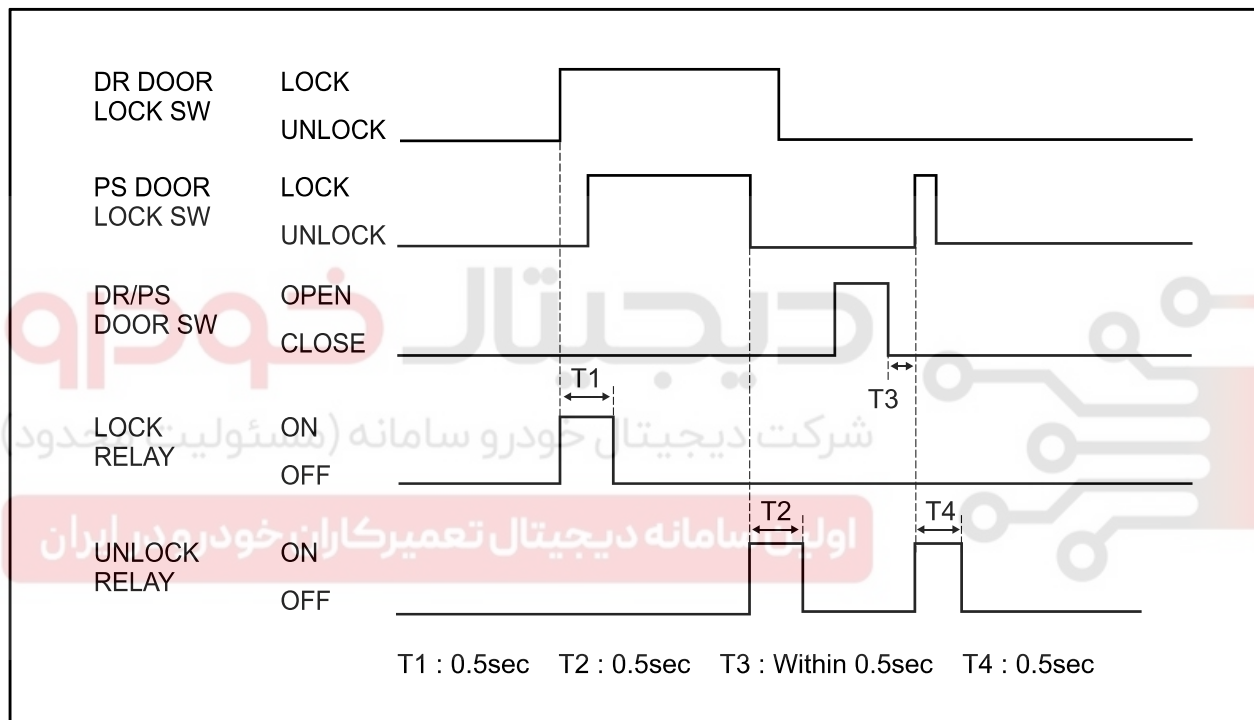 DR DOOR
LOCK SW
LOCK
UNLOCK
PS DOOR
LOCK SW
LOCK
UNLOCK
DR/PS
DOOR SW
OPEN
CLOSE
دیجیتال خودرو
T1
T3
LOCK
RELAY
ON
OFF
شرکت دیجیتال خودرو سامانه (مسئولیت محدود)
T2
T4
اولین سامانه دیجیتال تعمیرکاران خودرو در ایران
UNLOCK
RELAY
ON
OFF
T1 : 0.5sec T2 : 0.5sec T3 : Within 0.5sec T4 : 0.5sec